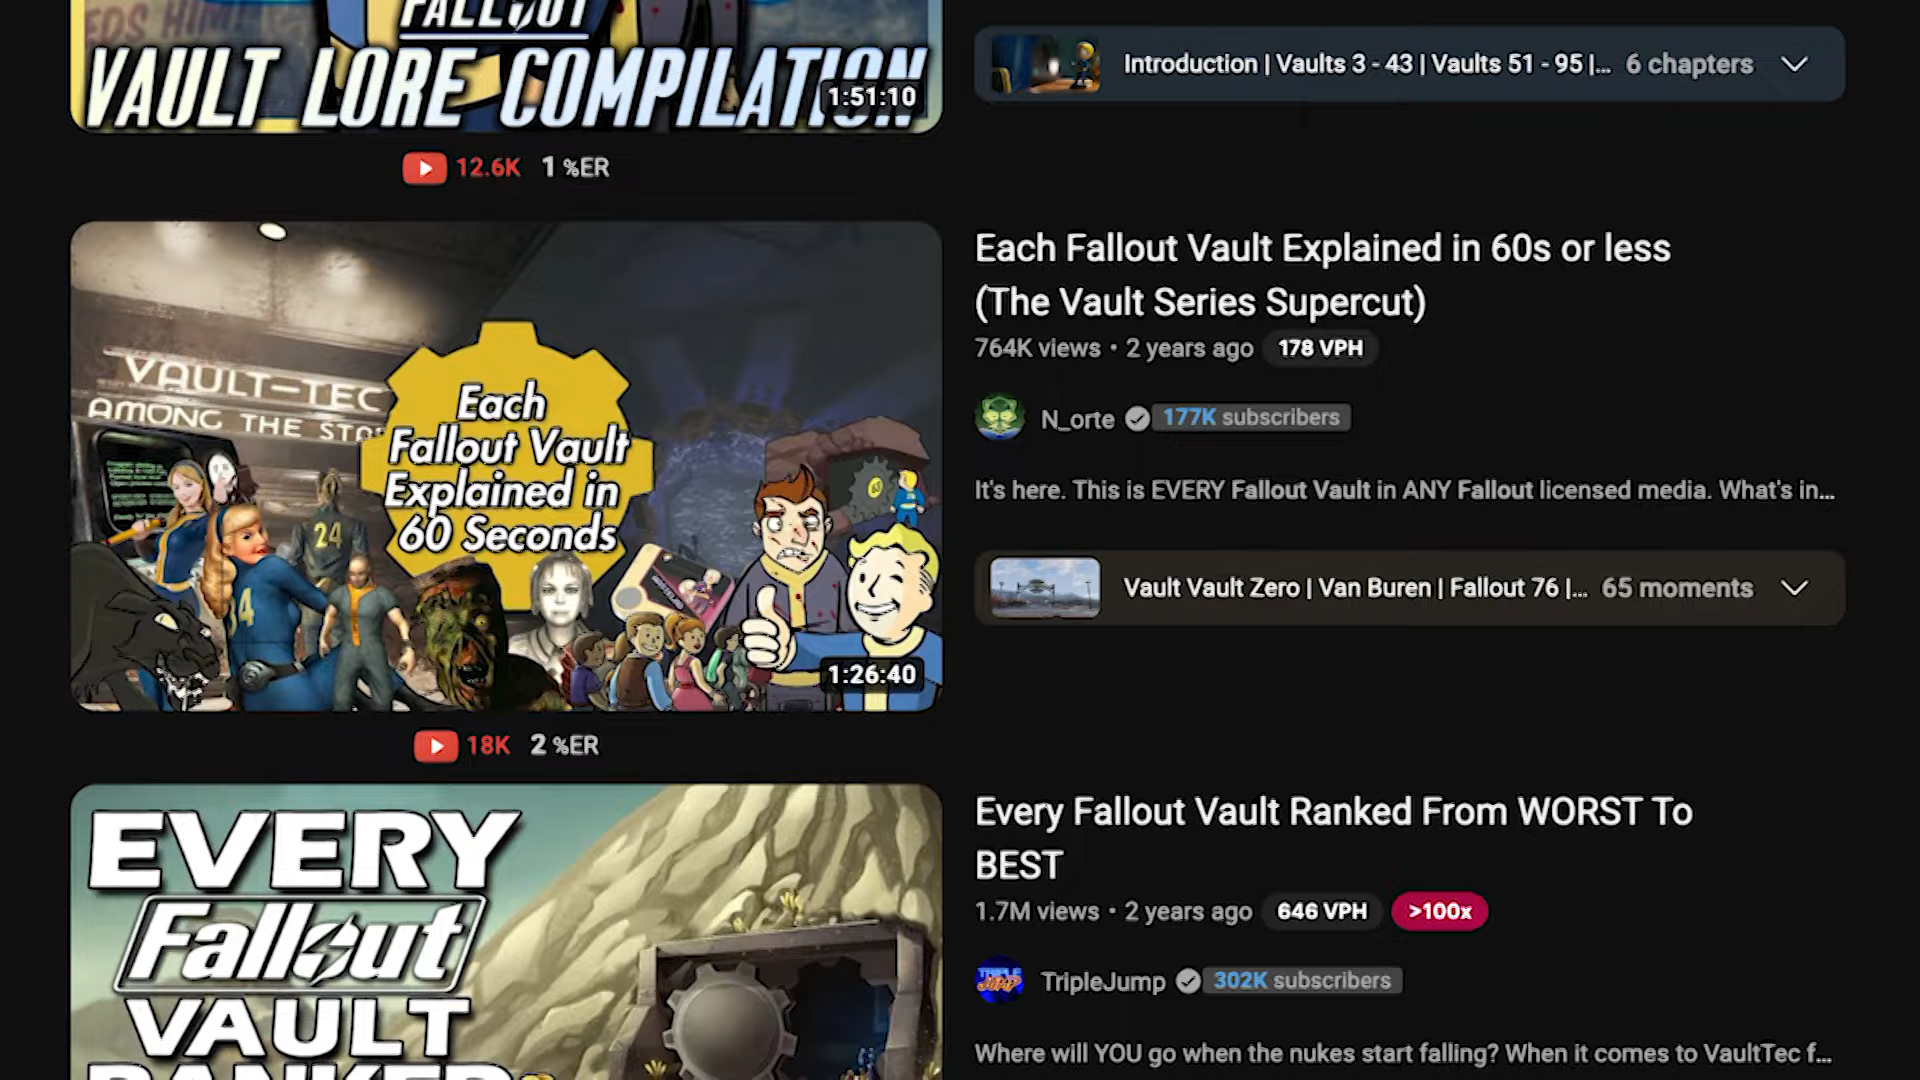 EDS HIM!
FALLOUT
VAULT LORE COMPILATION
1:51:10
Introduction | Vaults 3 - 43 | Vaults 51 - 95 |...
6 chapters
12.6K
1 %ER
VAULT-TEC
AMONG THE STA
Each
Fallout Vault
Explained in
60 Seconds
24
1:26:40
Each Fallout Vault Explained in 60s or less
(The Vault Series Supercut)
764K views • 2 years ago
178 VPH
N_orte
177K subscribers
It's here. This is EVERY Fallout Vault in ANY Fallout licensed media. What's in...
Vault Vault Zero | Van Buren | Fallout 76 |...
65 moments
18K
2 %ER
EVERY
Fallout
VAULT
RANKED
Every Fallout Vault Ranked From WORST To
BEST
1.7M views • 2 years ago
646 VPH
>100x
TRIPLE
JUMP
TripleJump
302K subscribers
Where will YOU go when the nukes start falling? When it comes to VaultTec f...